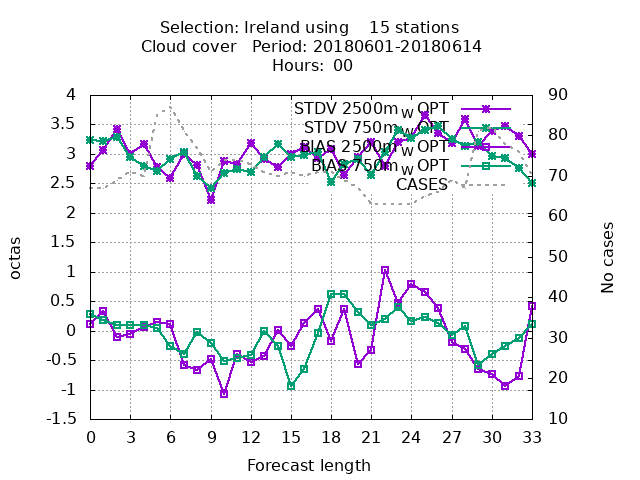 Selection: Ireland using 15 stations
Cloud cover Period: 20180601-20180614
Hours: 00
STDV 2500m_W OPT
STDV 750m_W OPT
BIAS 2500m_W OPT
BIAS 750m_W OPT
CASES
octas
4
3.5
3
2.5
2
1.5
1
0.5
0
-0.5
-1
-1.5
90
80
70
60
50
40
30
20
10
No cases
0 3 6 9 12 15 18 21 24 27 30 33
Forecast length